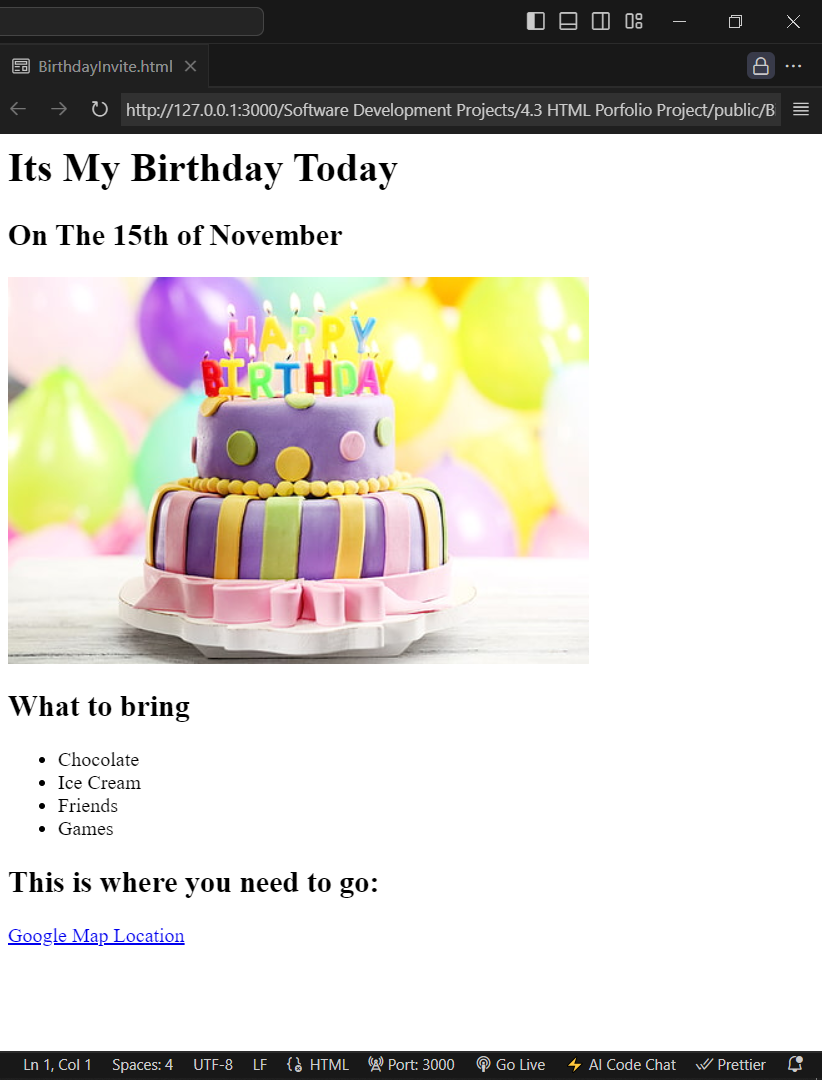 BirthdayInvite.html
http://127.0.0.1:3000/Software Development Projects/4.3 HTML Porfolio Project/public/B
Its My Birthday Today
On The 15th of November
HAPPY
BIRTHDAY
What to bring
Chocolate
Ice Cream
Friends
Games
This is where you need to go:
Google Map Location
Ln 1, Col 1 Spaces: 4 UTF-8 LF HTML Port: 3000 Go Live AI Code Chat Prettier